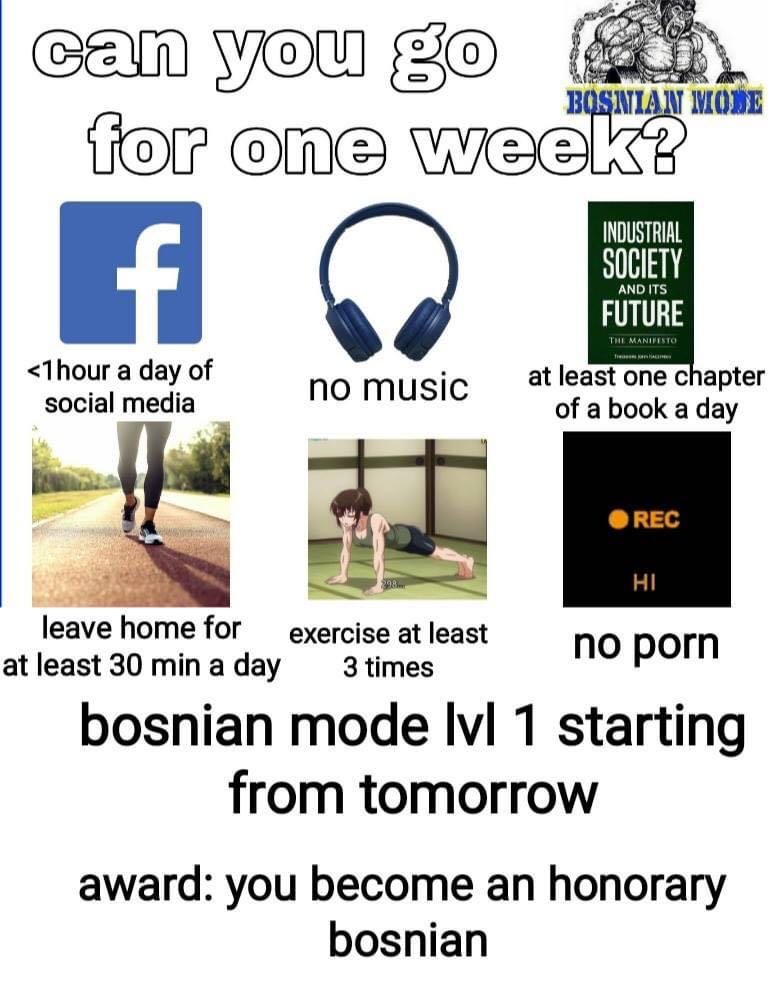 can you go
for one week?
BOSNIAN MODE
<1hour a day of
social media
no music
INDUSTRIAL
SOCIETY
AND ITS
FUTURE
THE MANIFESTO
at least one chapter
of a book a day
leave home for
at least 30 min a day
298...
exercise at least
3 times
REC
HI
no porn
bosnian mode lvl 1 starting
from tomorrow
award: you become an honorary
bosnian